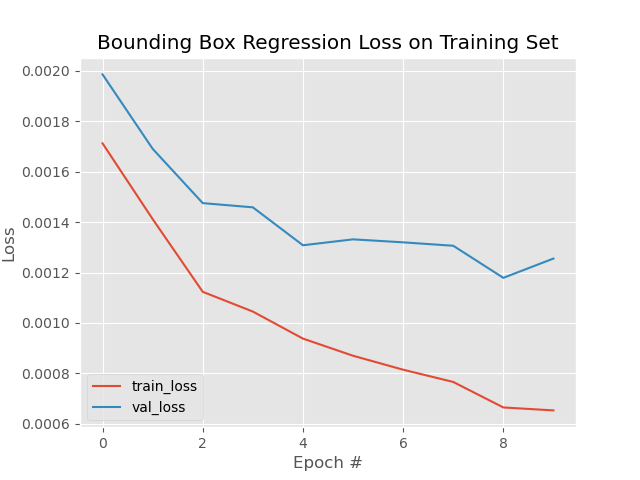 Bounding Box Regression Loss on Training Set
0.0020
0.0018
0.0016
0.0014
0.0012
0.0010
0.0008
0.0006
Loss
train_loss
val_loss
0 2 4 6 8
Epoch #